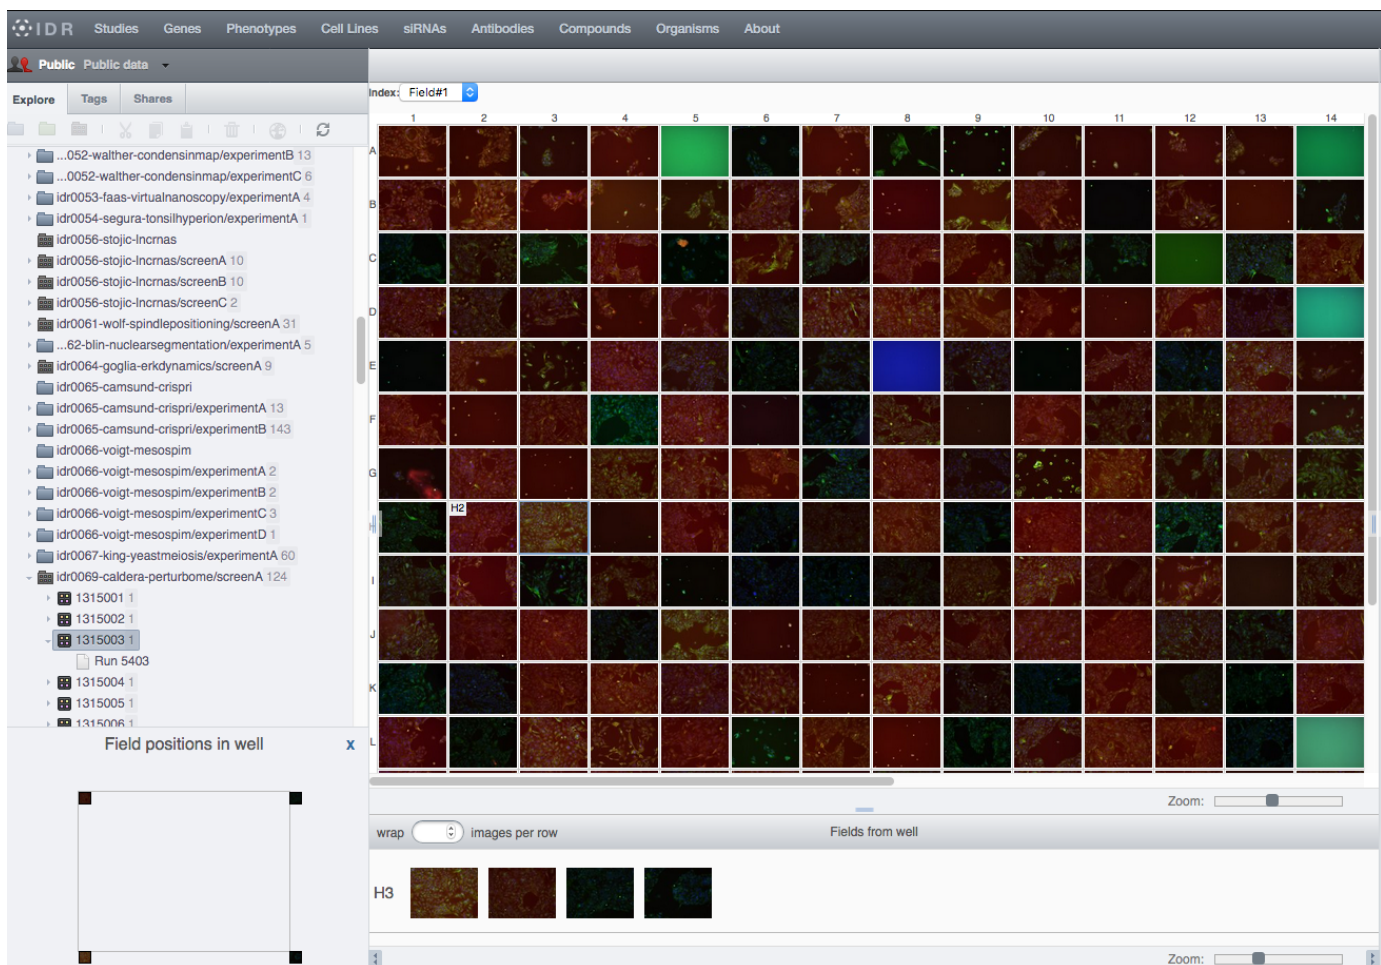 IDR Studies Genes Phenotypes Cell Lines siRNAs Antibodies Compounds Organisms About
Public Public data
Explore Tags Shares
...052-walther-condensinmap/experimentB 13
...0052-walther-condensinmap/experimentC 6
idr0053-faas-virtualnanoscopy/experimentA 4
idr0054-segura-tonsilhyperion/experimentA 1
idr0056-stojic-lncrnas
idr0056-stojic-lncrnas/screenA 10
idr0056-stojic-lncrnas/screenB 10
idr0056-stojic-lncrnas/screenC 2
idr0061-wolf-spindlepositioning/screenA 31
...62-blin-nuclearsegmentation/experimentA 5
idr0064-goglia-erkdynamics/screenA 9
idr0065-camsund-crispri
idr0065-camsund-crispri/experimentA 13
idr0065-camsund-crispri/experimentB 143
idr0066-voigt-mesospim
idr0066-voigt-mesospim/experimentA 2
idr0066-voigt-mesospim/experimentB 2
idr0066-voigt-mesospim/experimentC 3
idr0066-voigt-mesospim/experimentD 1
idr0067-king-yeastmeiosis/experimentA 60
idr0069-caldera-perturbome/screenA 124
1315001 1
1315002 1
1315003 1
Run 5403
1315004 1
1315005 1
1315006 1
Field positions in well x
Index: Field#1
1 2 3 4 5 6 7 8 9 10 11 12 13 14
A
B
C
D
E
F
G
H H2
I
J
K
L
Zoom:
wrap images per row Fields from well
H3
Zoom: